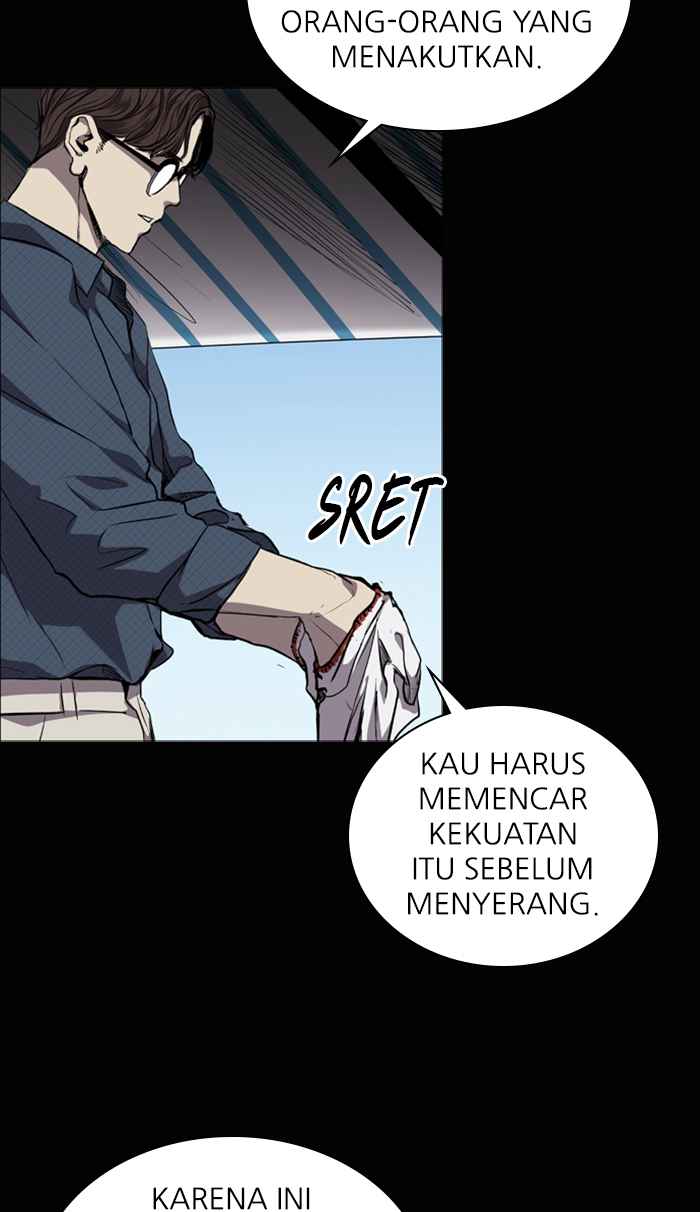 ORANG-ORANG YANG
MENAKUTKAN.
SRET
KAU HARUS
MEMENCAR
KEKUATAN
ITU SEBELUM
MENYERANG.
KARENA INI